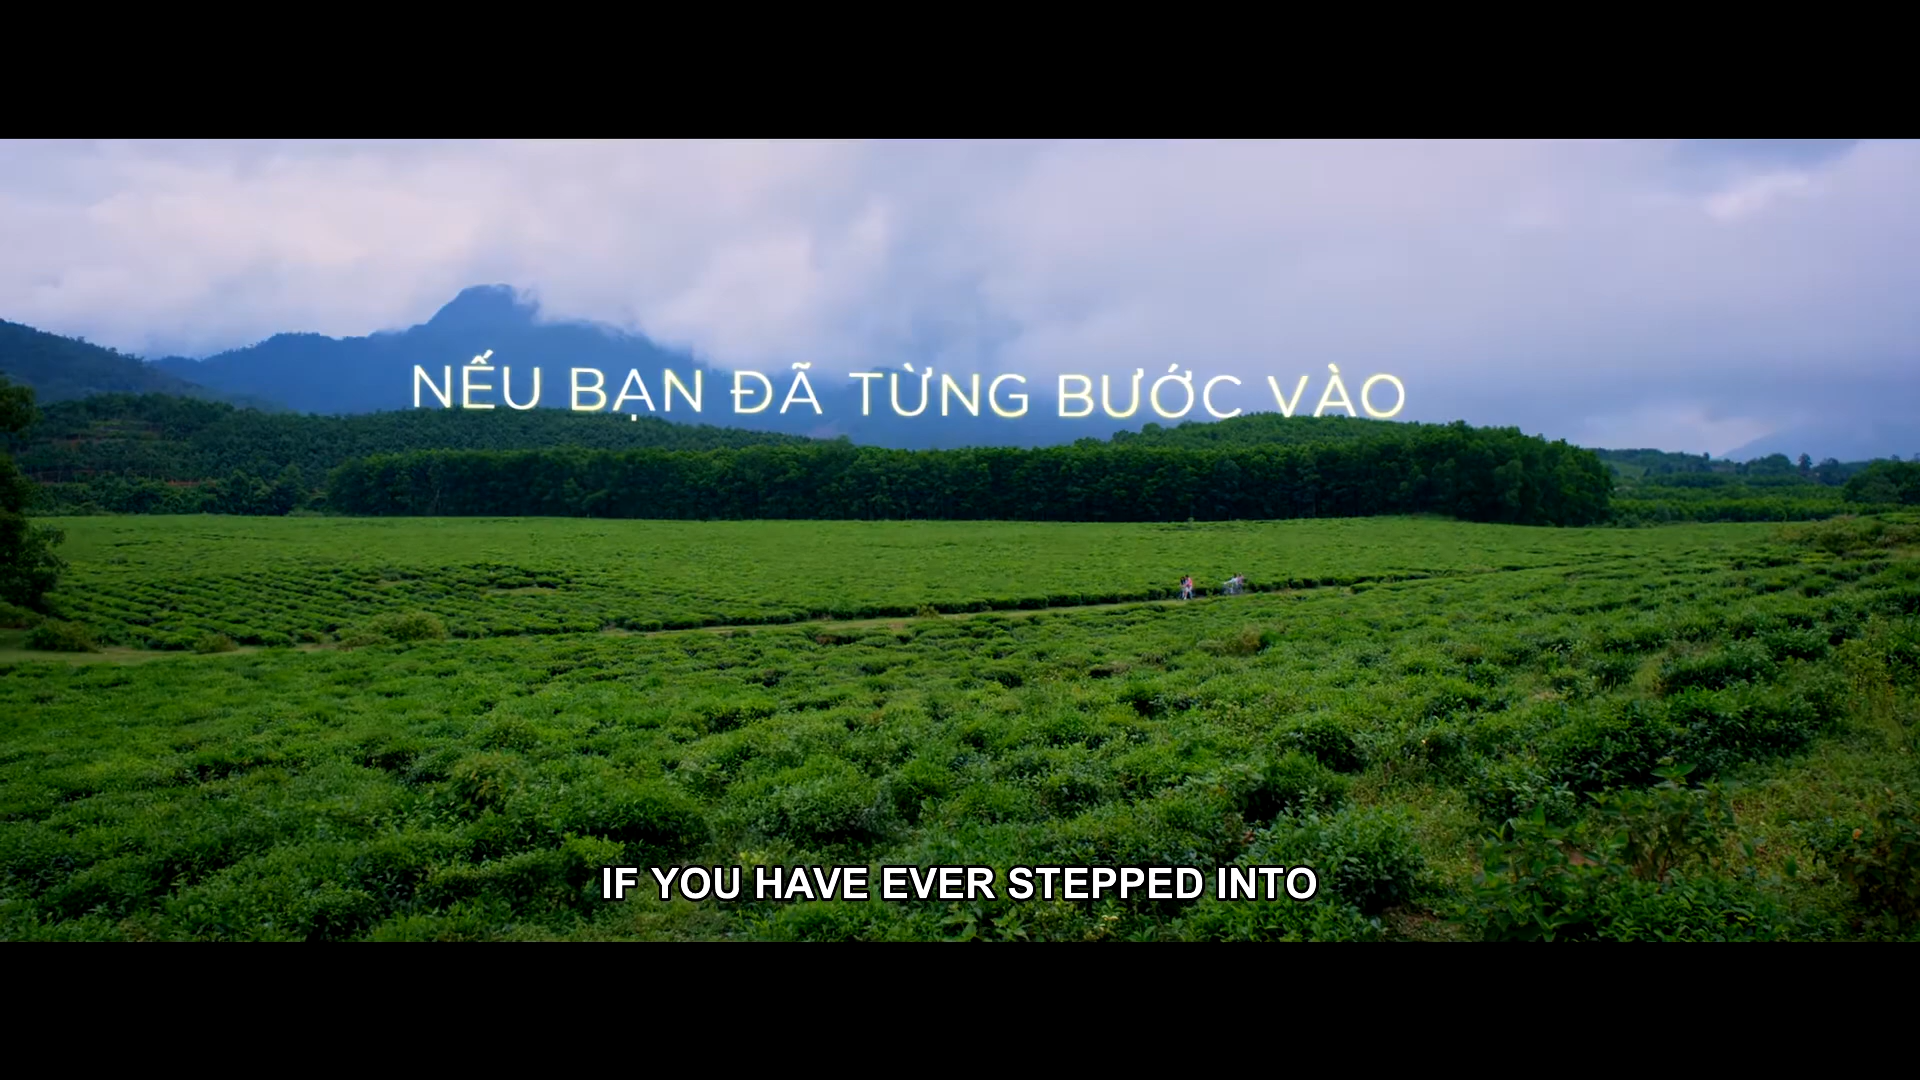 NẾU BẠN ĐÃ TỪNG BƯỚC VÀO
IF YOU HAVE EVER STEPPED INTO